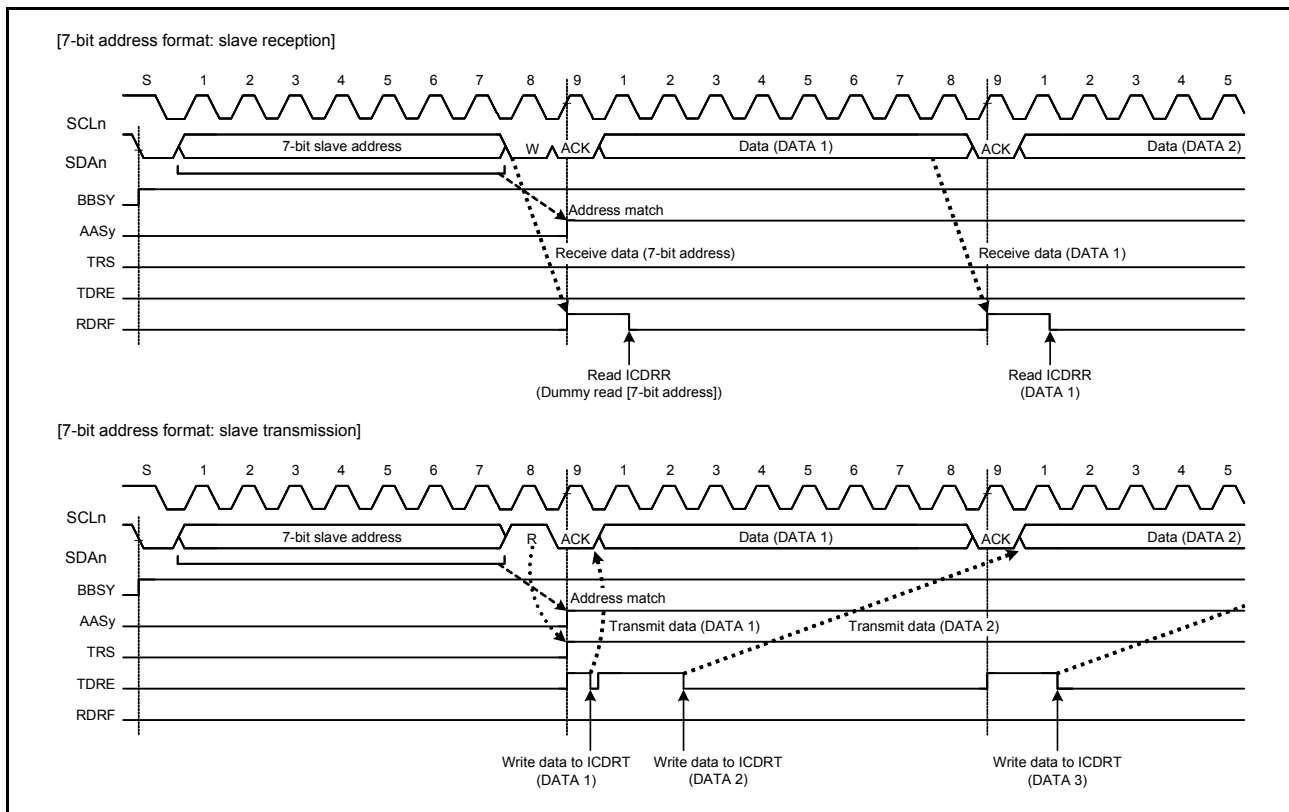 [7-bit address format: slave reception]
S 1 2 3 4 5 6 7 8 9 1 2 3 4 5 6 7 8 9 1 2 3 4 5
SCLn
7-bit slave address W ACK Data (DATA 1) ACK Data (DATA 2)
SDAn
BBSY
Address match
AASy
TRS Receive data (7-bit address) Receive data (DATA 1)
TDRE
RDRF
Read ICDRR Read ICDRR
(Dummy read [7-bit address]) (DATA 1)
[7-bit address format: slave transmission]
S 1 2 3 4 5 6 7 8 9 1 2 3 4 5 6 7 8 9 1 2 3 4 5
SCLn
7-bit slave address R ACK Data (DATA 1) ACK Data (DATA 2)
SDAn
BBSY
Address match
AASy
Transmit data (DATA 1) Transmit data (DATA 2)
TRS
TDRE
RDRF
Write data to ICDRT Write data to ICDRT Write data to ICDRT
(DATA 1) (DATA 2) (DATA 3)